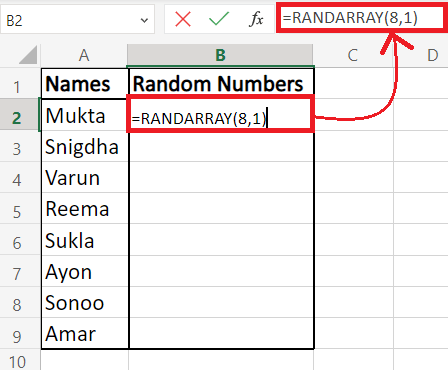 B2 fx =RANDARRAY(8,1)
A B C D
1 Names Random Numbers
2 Mukta =RANDARRAY(8,1)
3 Snigdha
4 Varun
5 Reema
6 Sukla
7 Ayon
8 Sonoo
9 Amar
10